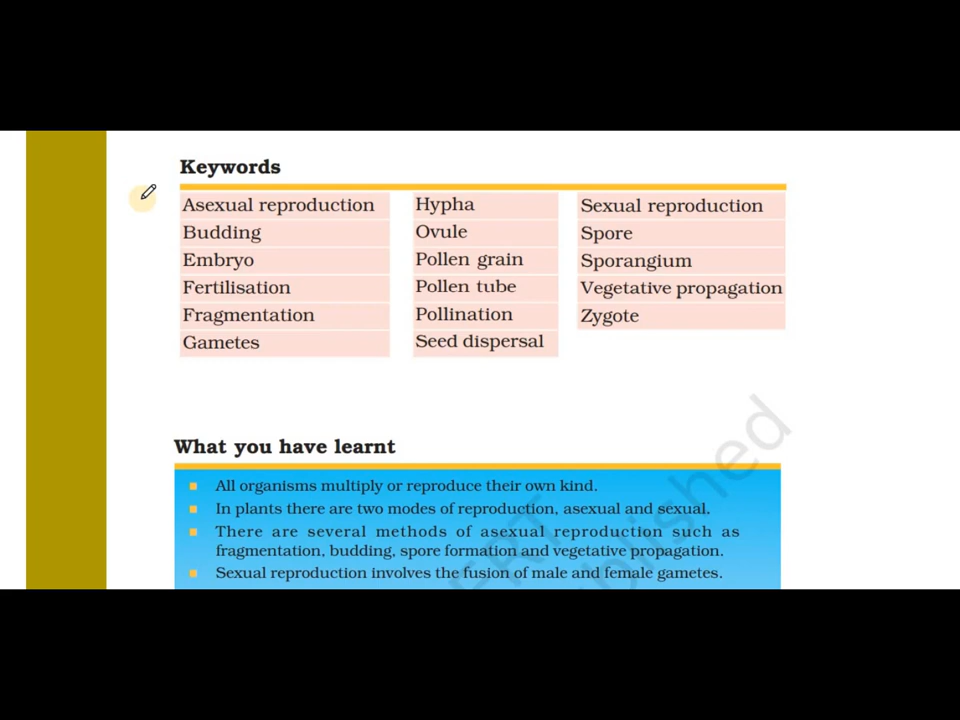 Keywords
Asexual reproduction
Budding
Embryo
Fertilisation
Fragmentation
Gametes
Hypha
Ovule
Pollen grain
Pollen tube
Pollination
Seed dispersal
Sexual reproduction
Spore
Sporangium
Vegetative propagation
Zygote
What you have learnt
All organisms multiply or reproduce their own kind.
In plants there are two modes of reproduction, asexual and sexual.
There are several methods of asexual reproduction such as
fragmentation, budding, spore formation and vegetative propagation.
Sexual reproduction involves the fusion of male and female gametes.